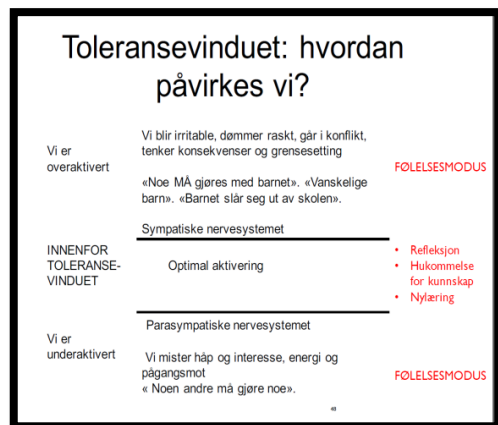 Toleransevinduet: hvordan
påvirkes vi?
Vi er
overaktivert
Vi blir irritable, dømmer raskt, går i konflikt,
tenker konsekvenser og grensesetting
«Noe MÅ gjøres med barnet». «Vanskelige
barn». «Barnet slår seg ut av skolen».
Sympatiske nervesystemet
FØLELSESMODUS
INNENFOR
TOLERANSE-
VINDUET
Optimal aktivering
• Refleksjon
• Hukommelse
for kunnskap
• Nylæring
Vi er
underaktivert
Parasympatiske nervesystemet
Vi mister håp og interesse, energi og
pågangsmot
« Noen andre må gjøre noe».
FØLELSESMODUS